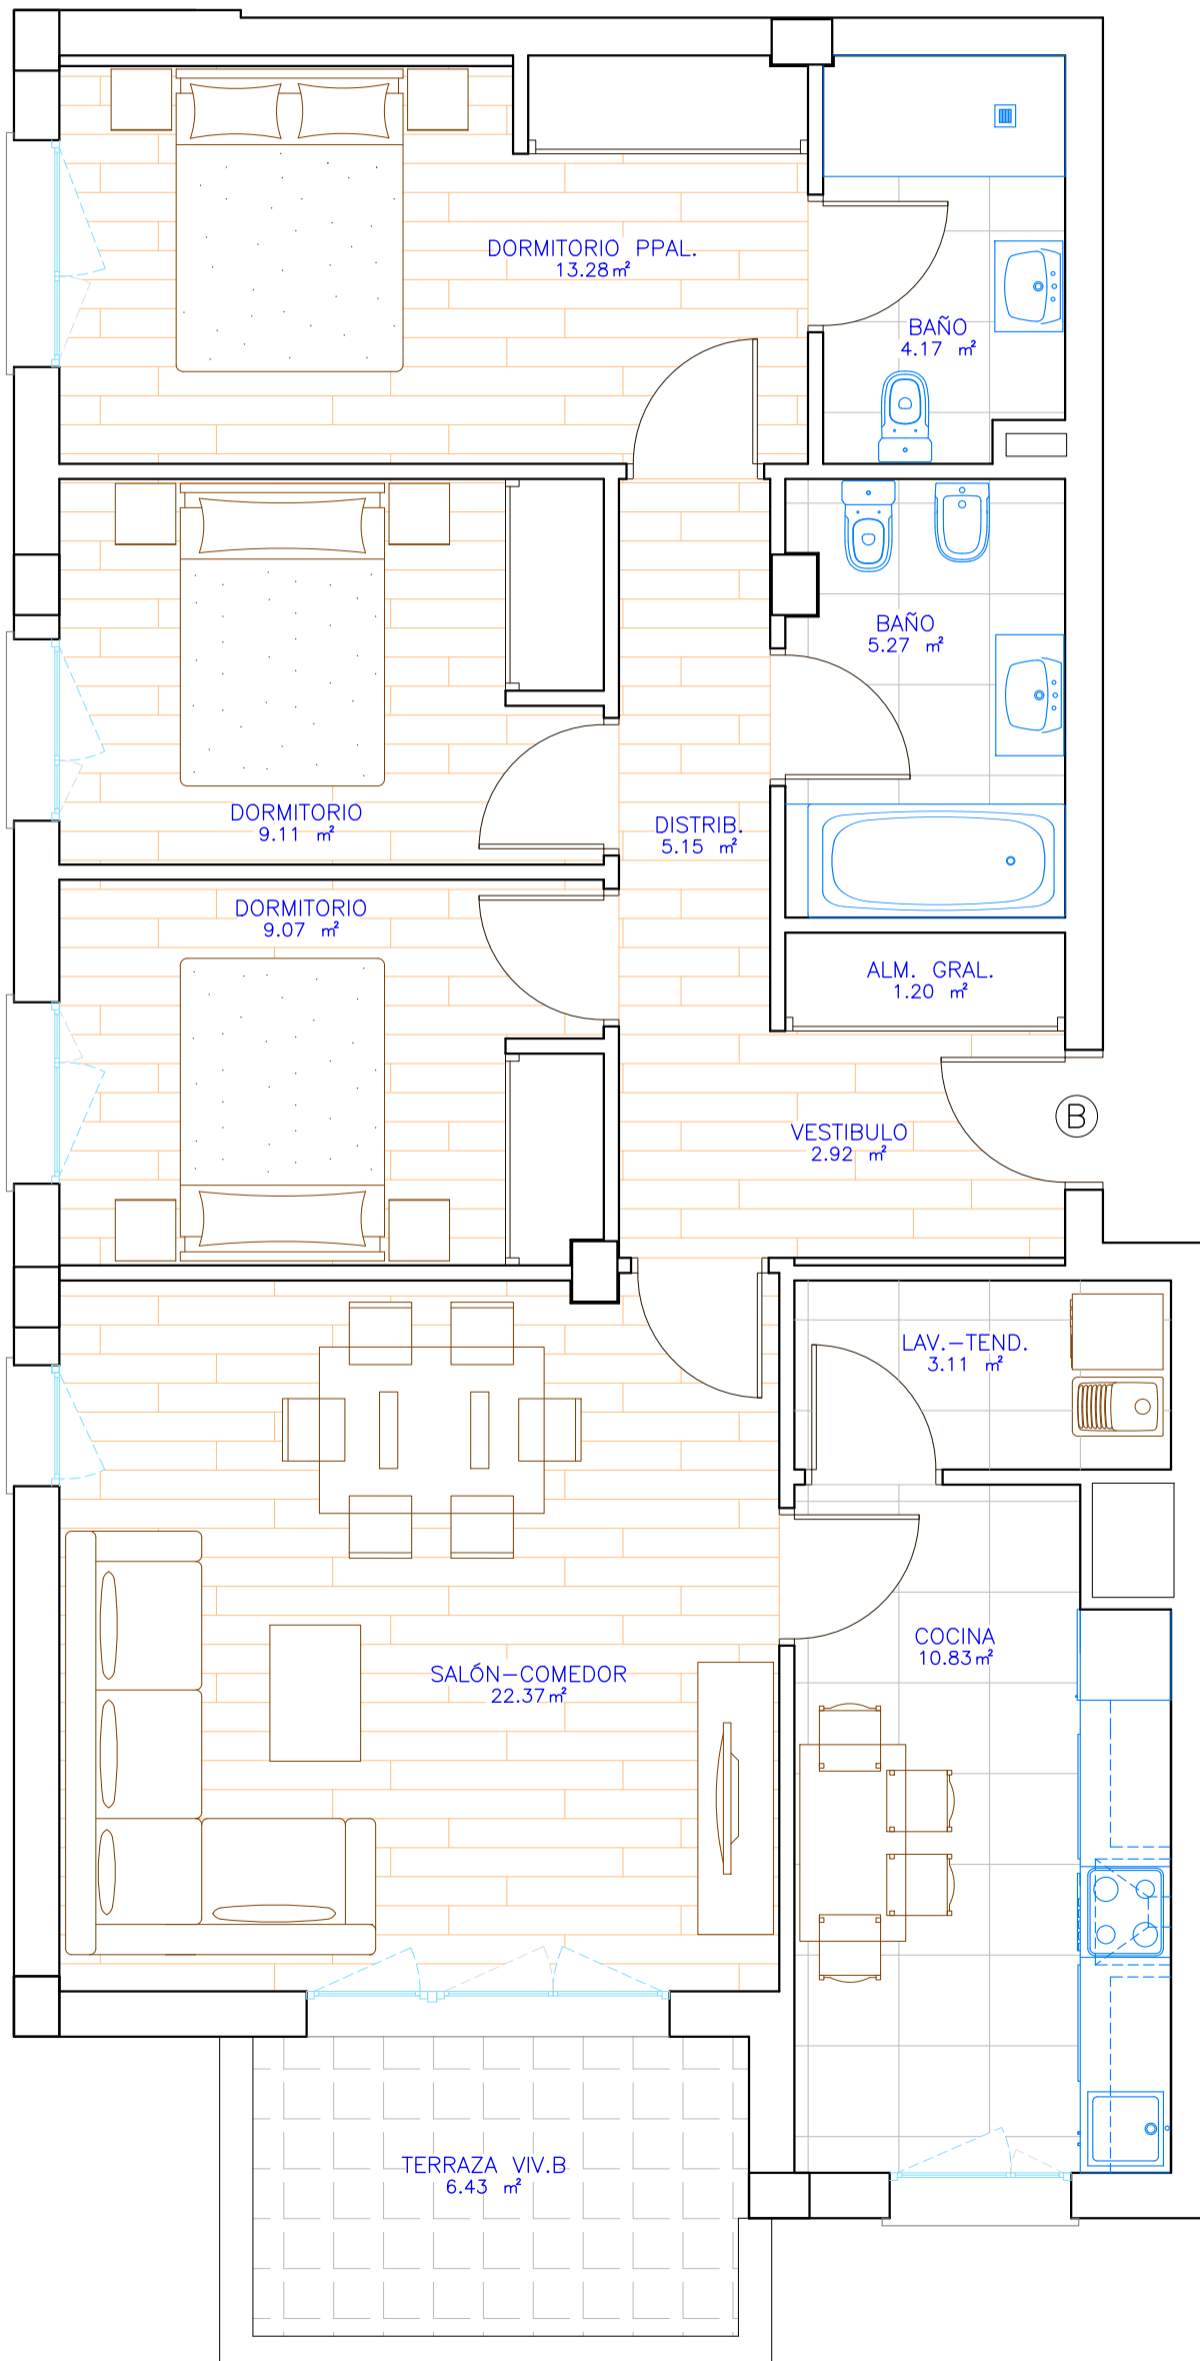 DORMITORIO PPAL.
13.28 m²
BAÑO
4.17 m²
BAÑO
5.27 m²
DORMITORIO
9.11 m²
DISTRIB.
5.15 m²
DORMITORIO
9.07 m²
ALM. GRAL.
1.20 m²
B
VESTIBULO
2.92 m²
LAV.-TEND.
3.11 m²
COCINA
10.83 m²
SALÓN-COMEDOR
22.37 m²
TERRAZA VIV.B
6.43 m²